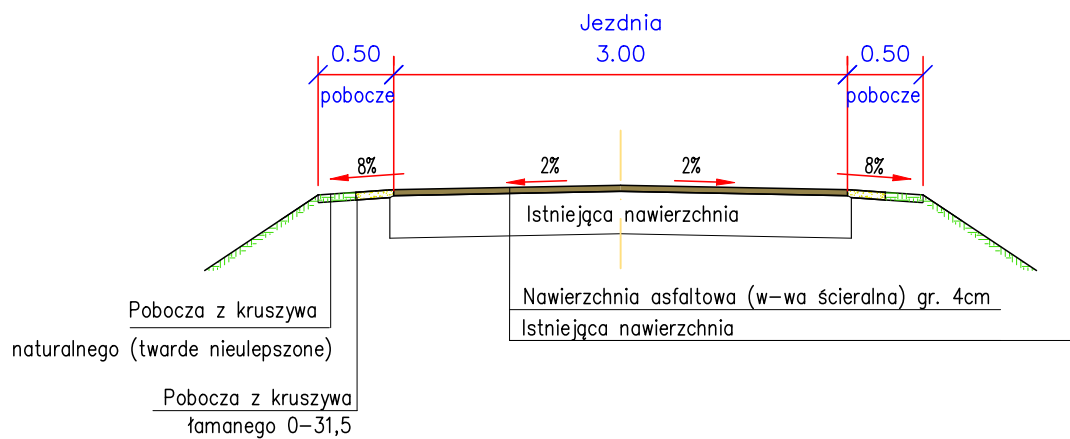 Jezdnia
0.50 3.00 0.50
pobocze pobocze
8% 2% 2% 8%
Istniejąca nawierzchnia
Nawierzchnia asfaltowa (w-wa ścieralna) gr. 4cm
Istniejąca nawierzchnia
Pobocza z kruszywa
naturalnego (twarde nieulepszone)
Pobocza z kruszywa
łamanego 0-31,5